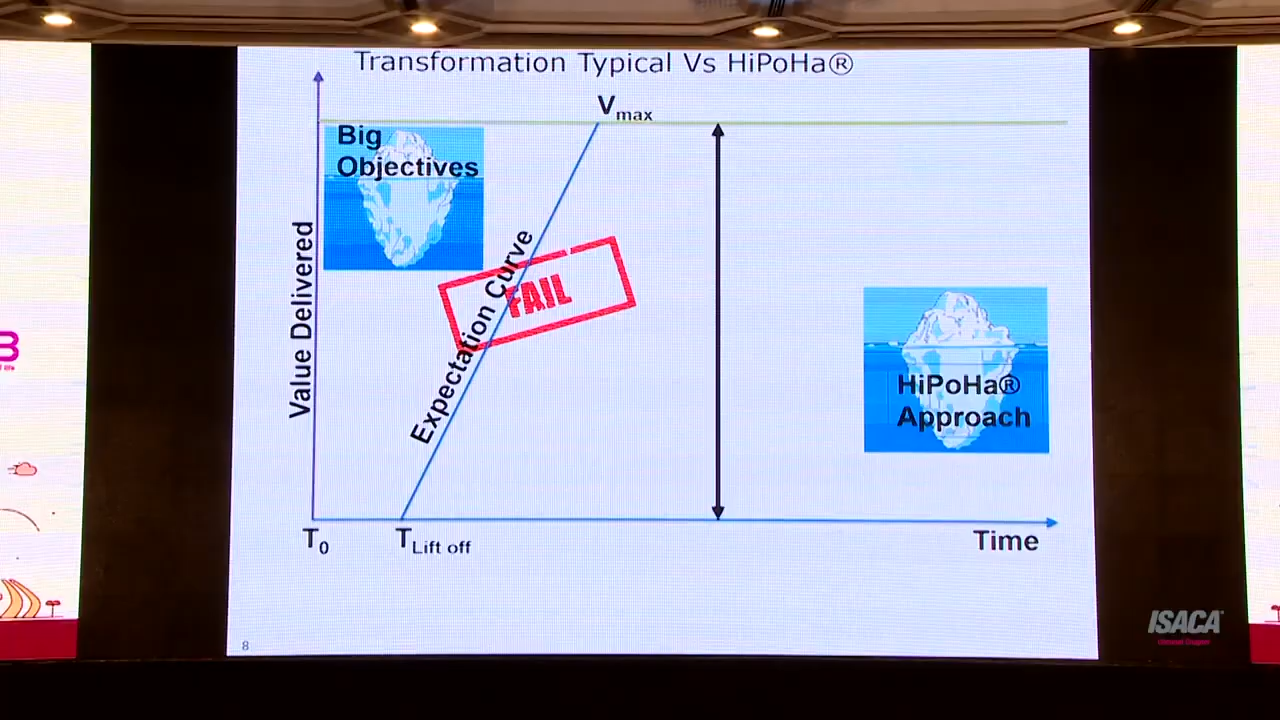 Transformation Typical Vs HiPoHa®
Vmax
Big
Objectives
Value Delivered
Expectation Curve
FAIL
HiPoHa®
Approach
T0
TLift off
Time
8
ISACA